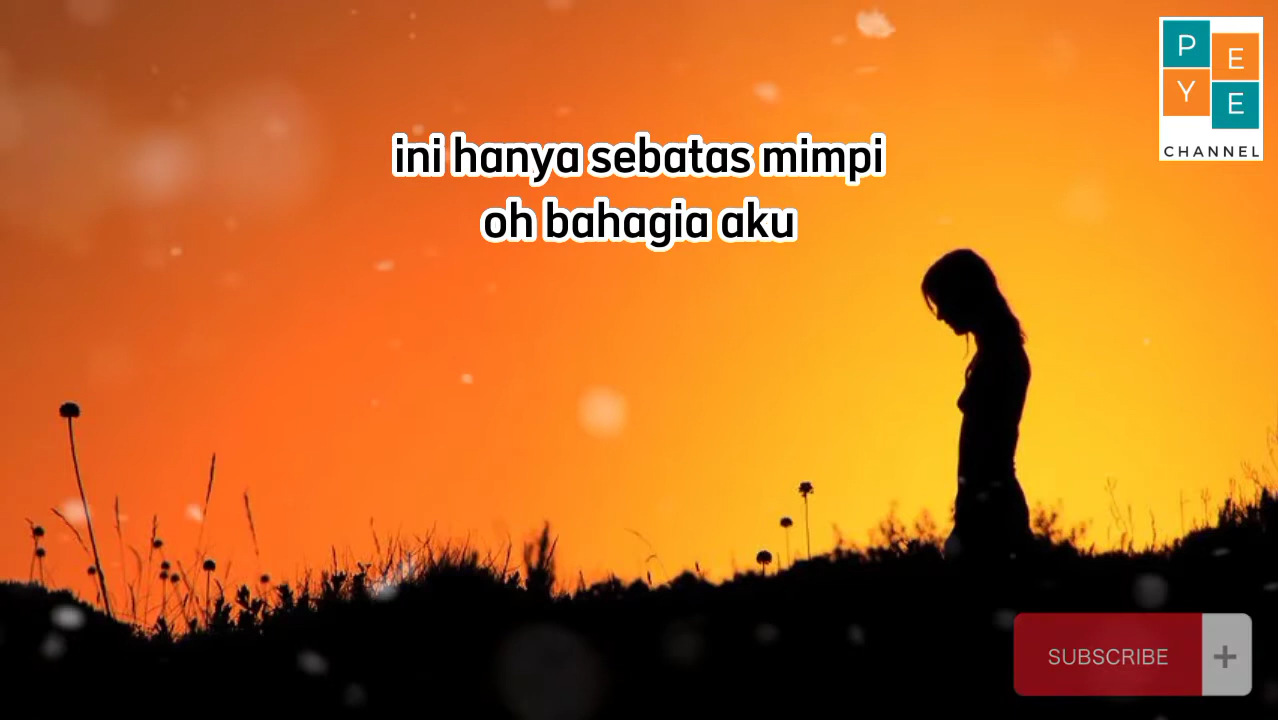 P E
Y E
CHANNEL
ini hanya sebatas mimpi
oh bahagia aku
SUBSCRIBE +